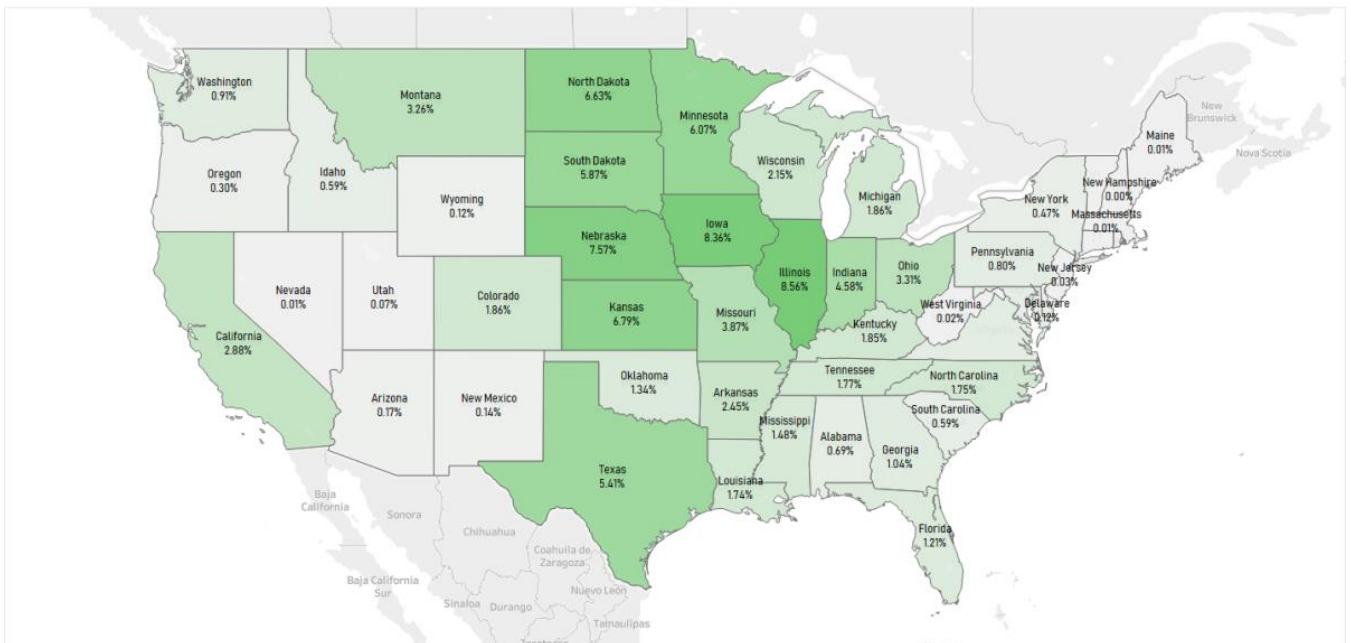 New
Brunswick
Nova Scotia
Washington
0.91%
Montana
3.26%
North Dakota
6.63%
Minnesota
6.07%
Maine
0.01%
Oregon
0.30%
Idaho
0.59%
Wyoming
0.12%
South Dakota
5.87%
Wisconsin
2.15%
Michigan
1.86%
New Hampshire
0.00%
New York
0.47%
Massachusetts
0.01%
Nebraska
7.57%
Iowa
8.36%
Illinois
8.56%
Indiana
4.58%
Ohio
3.31%
Pennsylvania
0.80%
New Jersey
0.03%
Nevada
0.01%
Utah
0.07%
Colorado
1.86%
Kansas
6.79%
Missouri
3.87%
Kentucky
1.85%
West Virginia
0.02%
Delaware
0.12%
California
2.88%
Arizona
0.17%
New Mexico
0.14%
Oklahoma
1.34%
Arkansas
2.45%
Tennessee
1.77%
North Carolina
1.75%
South Carolina
0.59%
Mississippi
1.48%
Alabama
0.69%
Georgia
1.04%
Texas
5.41%
Louisiana
1.74%
Florida
1.21%
Baja
California
Sonora
Chihuahua
Coahuila de
Zaragoza
Baja California
Sur
Sinaloa
Durango
Nuevo León
Tamaulipas